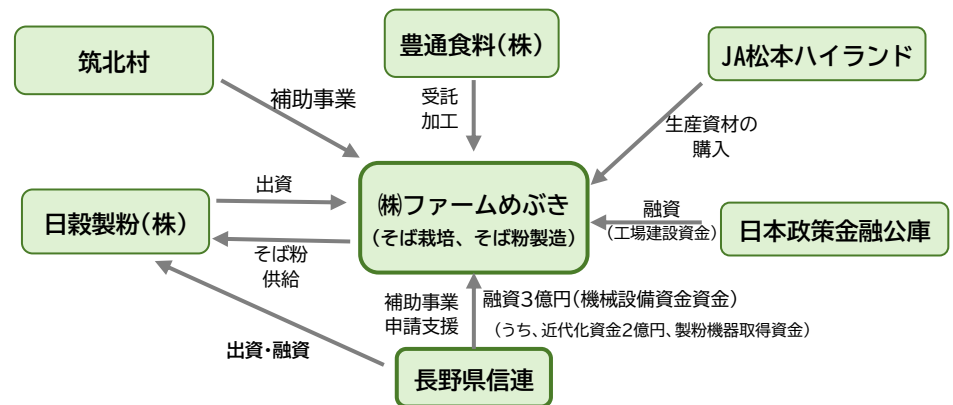 筑北村
豊通食料(株)
JA松本ハイランド
補助事業
受託
加工
生産資材の
購入
日穀製粉(株)
出資
そば粉
供給
㈱ファームめぶき
(そば栽培、そば粉製造)
融資
(工場建設資金)
日本政策金融公庫
補助事業
申請支援
融資3億円(機械設備資金資金)
(うち、近代化資金2億円、製粉機器取得資金)
出資・融資
長野県信連